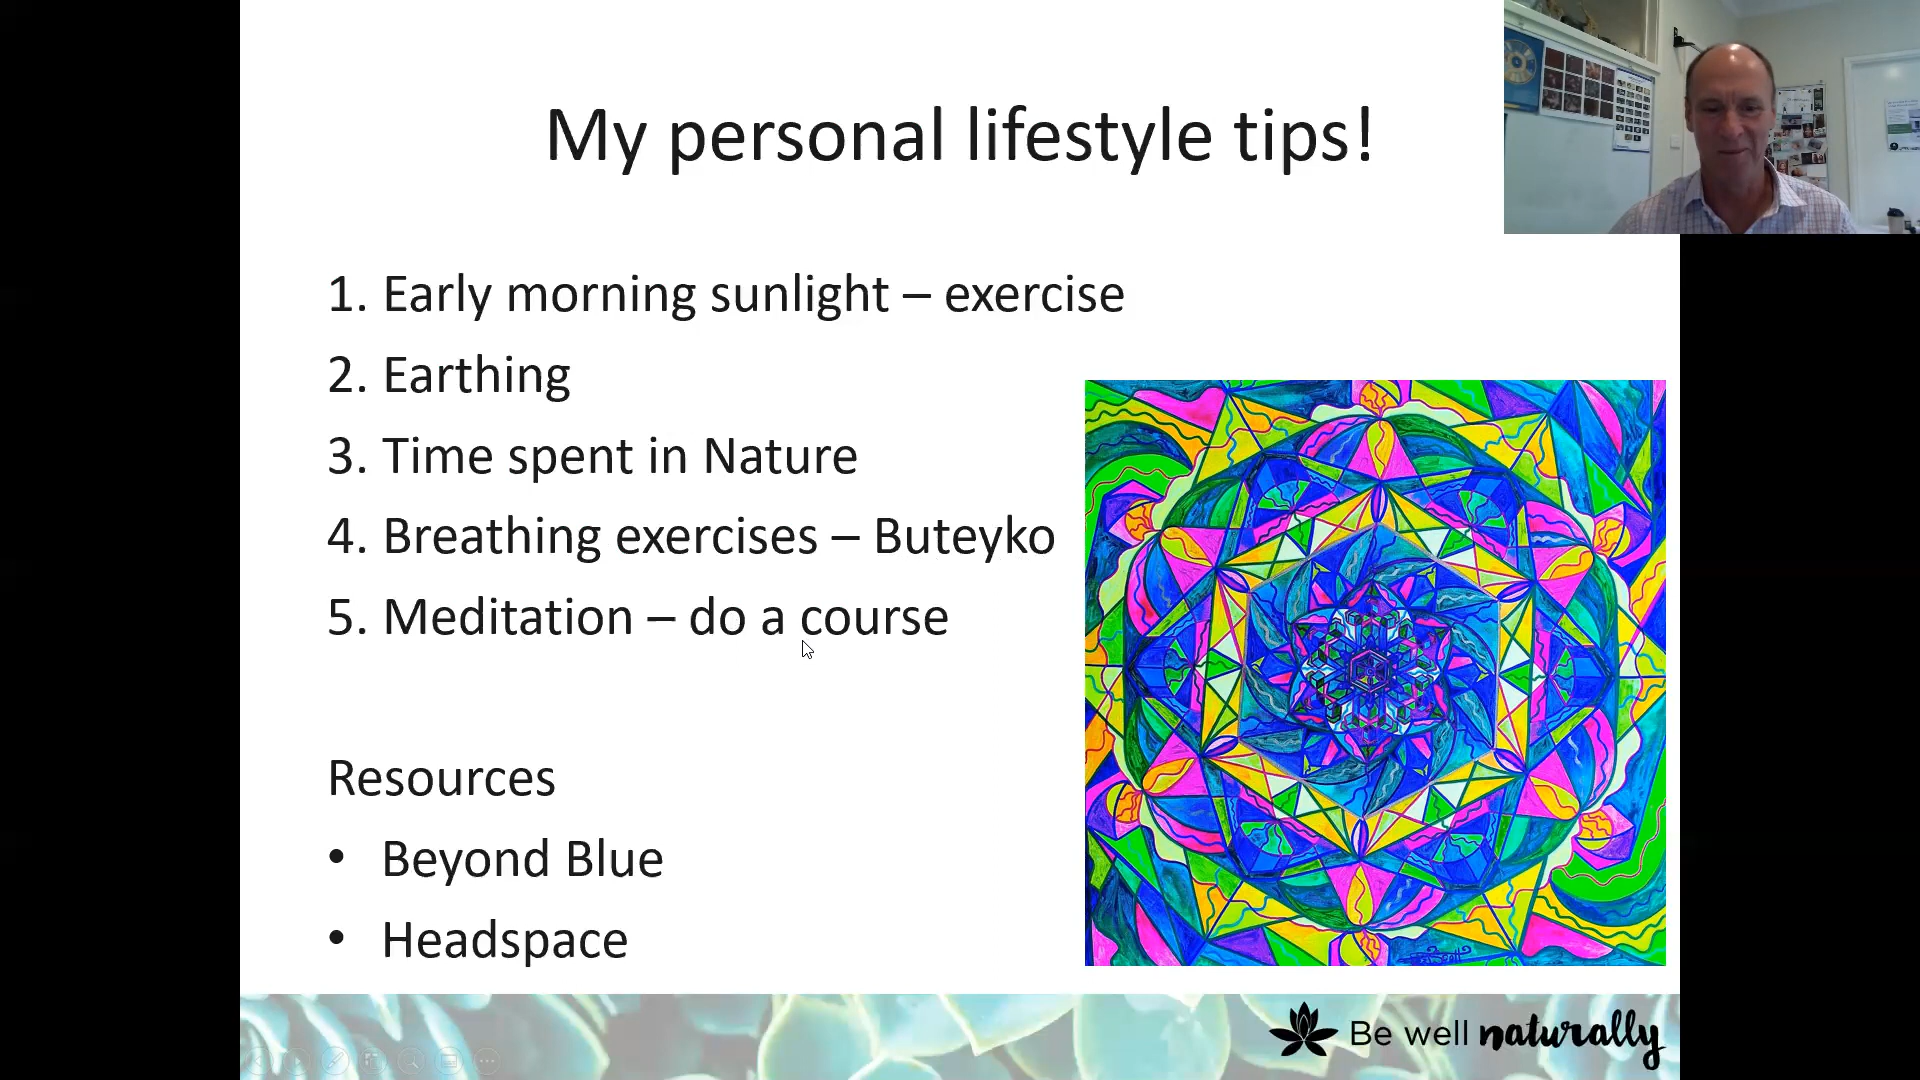 My personal lifestyle tips!
1. Early morning sunlight – exercise
2. Earthing
3. Time spent in Nature
4. Breathing exercises – Buteyko
5. Meditation – do a course
Resources
• Beyond Blue
• Headspace
Be well naturally